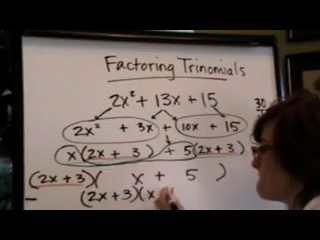 Factoring Trinomials
2x² + 13x + 15
2x² + 3x + 10x + 15
x(2x + 3) + 5(2x + 3)
(2x + 3)( x + 5 )
(2x+3)(x
30